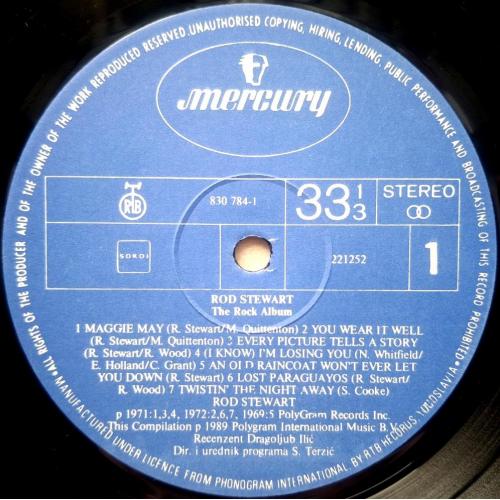 ALL RIGHTS OF THE PRODUCER AND OF THE OWNER OF THE WORK REPRODUCED RESERVED. UNAUTHORISED COPYING, HIRING, LENDING, PUBLIC PERFORMANCE AND BROADCASTING OF THIS RECORD PROHIBITED
mercury
RTB
830 784-1
33 1/3
STEREO
SOKOJ
221252
1
ROD STEWART
The Rock Album
1 MAGGIE MAY (R. Stewart/M. Quittenton) 2 YOU WEAR IT WELL
(R. Stewart/M. Quittenton) 3 EVERY PICTURE TELLS A STORY
(R. Stewart/R. Wood) 4 (I KNOW) I'M LOSING YOU (N. Whitfield/
E. Holland/C. Grant) 5 AN OLD RAINCOAT WON'T EVER LET
YOU DOWN (R. Stewart) 6 LOST PARAGUAYOS (R. Stewart/
R. Wood) 7 TWISTIN' THE NIGHT AWAY (S. Cooke)
ROD STEWART
p 1971:1,3,4, 1972:2,6,7, 1969:5 PolyGram Records Inc.
This Compilation p 1989 Polygram International Music B.V.
Recenzent Dragoljub Ilić
Dir. i urednik programa S. Terzić
MANUFACTURED UNDER LICENCE FROM PHONOGRAM INTERNATIONAL BY RTB RECORDS, YUGOSLAVIA